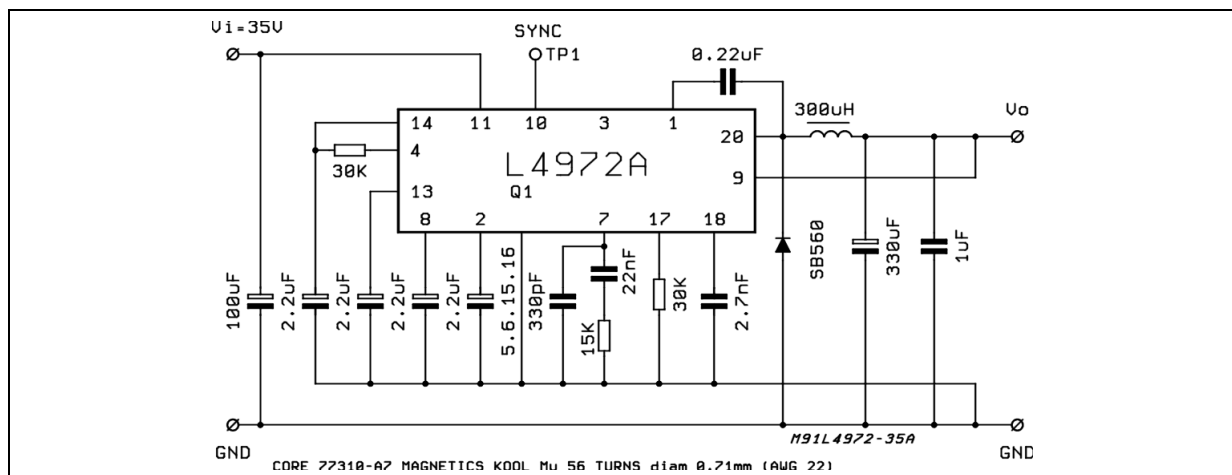 Vi=35V
SYNC
TP1
0.22uF
300uH
Vo
14
11
10
3
1
20
4
30K
L4972A
9
13
Q1
8
2
7
17
18
100uF
2.2uF
2.2uF
2.2uF
2.2uF
5.6.15.16
330pF
22nF
15K
30K
2.7nF
SB560
330uF
1uF
M91L4972-35A
GND
GND
CORE 77310-A7 MAGNETICS KOOL Mu 56 TURNS diam 0.71mm (AWG 22)